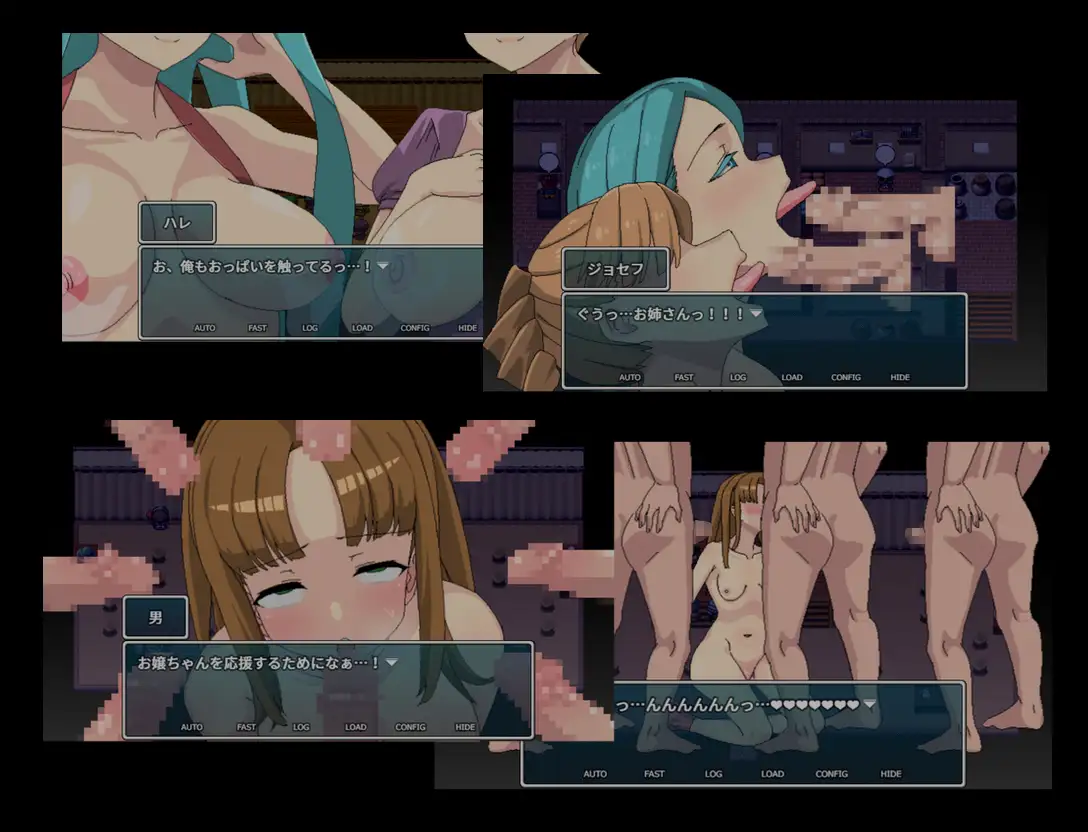 ハレ
お、俺もおっぱいを触ってるっ…！
AUTO FAST LOG LOAD CONFIG HIDE
ジョセフ
ぐうっ…お姉さんっ！！！
AUTO FAST LOG LOAD CONFIG HIDE
男
お嬢ちゃんを応援するためになぁ…！
AUTO FAST LOG LOAD CONFIG HIDE
っ…んんんんんっ…♥♥♥♥♥♥♥
AUTO FAST LOG LOAD CONFIG HIDE